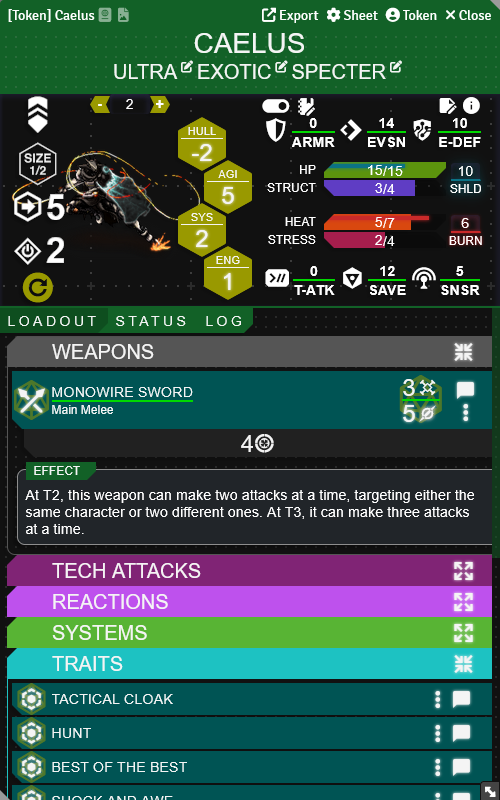 [Token] Caelus Export Sheet Token Close
CAELUS
ULTRA EXOTIC SPECTER
- 2 +
SIZE
1/2
5
2
HULL
-2
AGI
5
SYS
2
ENG
1
0
ARMR
14
EVSN
10
E-DEF
HP
15/15
STRUCT
3/4
10
SHLD
HEAT
5/7
STRESS
2/4
6
BURN
0
T-ATK
12
SAVE
5
SNSR
LOADOUT STATUS LOG
WEAPONS
MONOWIRE SWORD
Main Melee
3
5
4
EFFECT
At T2, this weapon can make two attacks at a time, targeting either the
same character or two different ones. At T3, it can make three attacks
at a time.
TECH ATTACKS
REACTIONS
SYSTEMS
TRAITS
TACTICAL CLOAK
HUNT
BEST OF THE BEST
SHOCK AND AWE